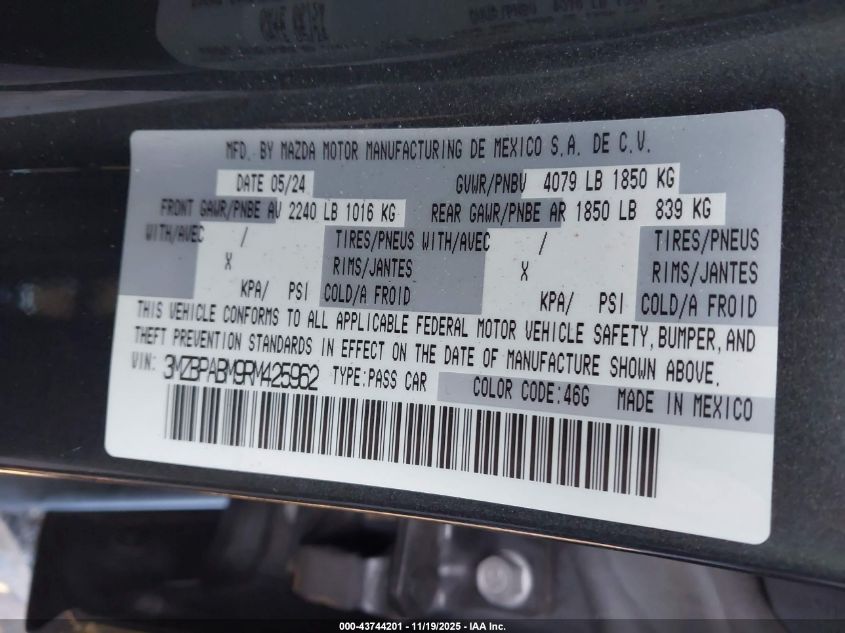 MFD. BY MAZDA MOTOR MANUFACTURING DE MEXICO S.A. DE C.V.
DATE 05/24 GVWR/PNBV 4079 LB 1850 KG
FRONT GAWR/PNBE AV 2240 LB 1016 KG REAR GAWR/PNBE AR 1850 LB 839 KG
WITH/AVEC / TIRES/PNEUS WITH/AVEC / TIRES/PNEUS
X RIMS/JANTES X RIMS/JANTES
KPA/ PSI COLD/A FROID KPA/ PSI COLD/A FROID
THIS VEHICLE CONFORMS TO ALL APPLICABLE FEDERAL MOTOR VEHICLE SAFETY, BUMPER, AND
THEFT PREVENTION STANDARDS IN EFFECT ON THE DATE OF MANUFACTURE SHOWN ABOVE.
VIN: 3MZBPABM9RM425962 TYPE:PASS CAR COLOR CODE:46G MADE IN MEXICO
000-43744201 - 11/19/2025 - IAA Inc.